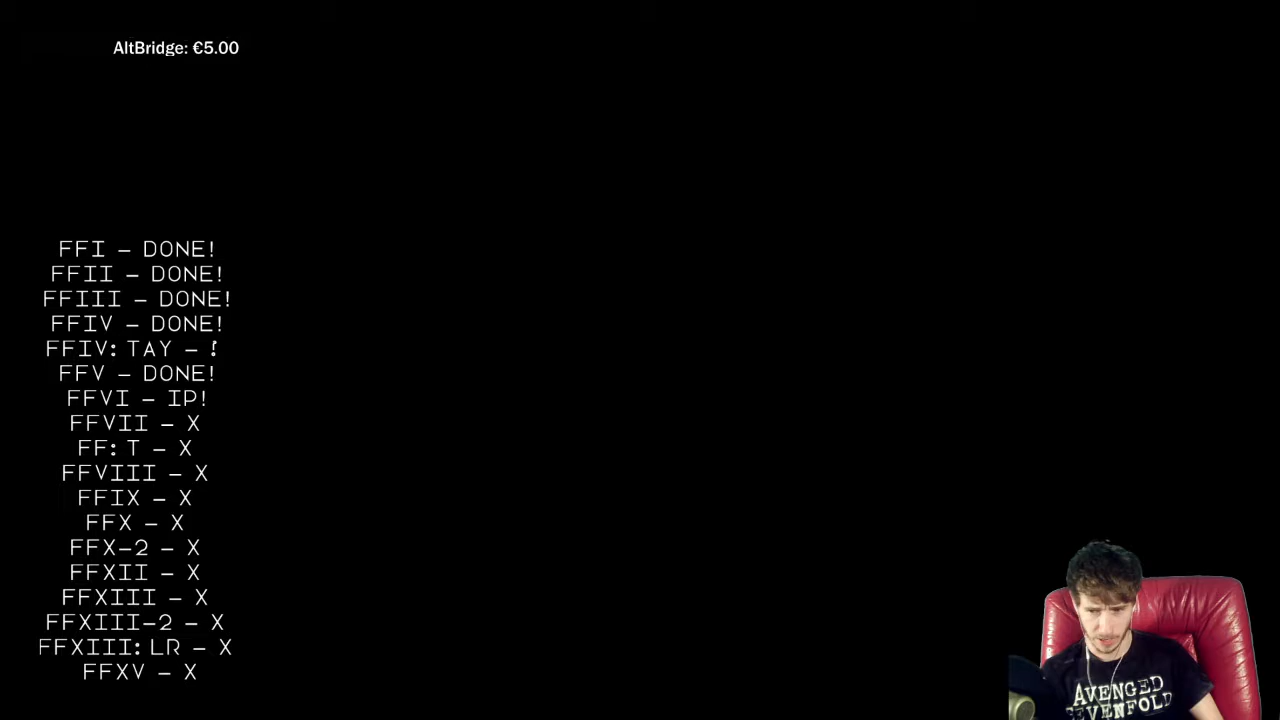 AltBridge: €5.00
FFI - DONE!
FFII - DONE!
FFIII - DONE!
FFIV - DONE!
FFIV: TAY - !
FFV - DONE!
FFVI - IP!
FFVII - X
FF: T - X
FFVIII - X
FFIX - X
FFX - X
FFX-2 - X
FFXII - X
FFXIII - X
FFXIII-2 - X
FFXIII: LR - X
FFXV - X
AVENGED
SEVENFOLD